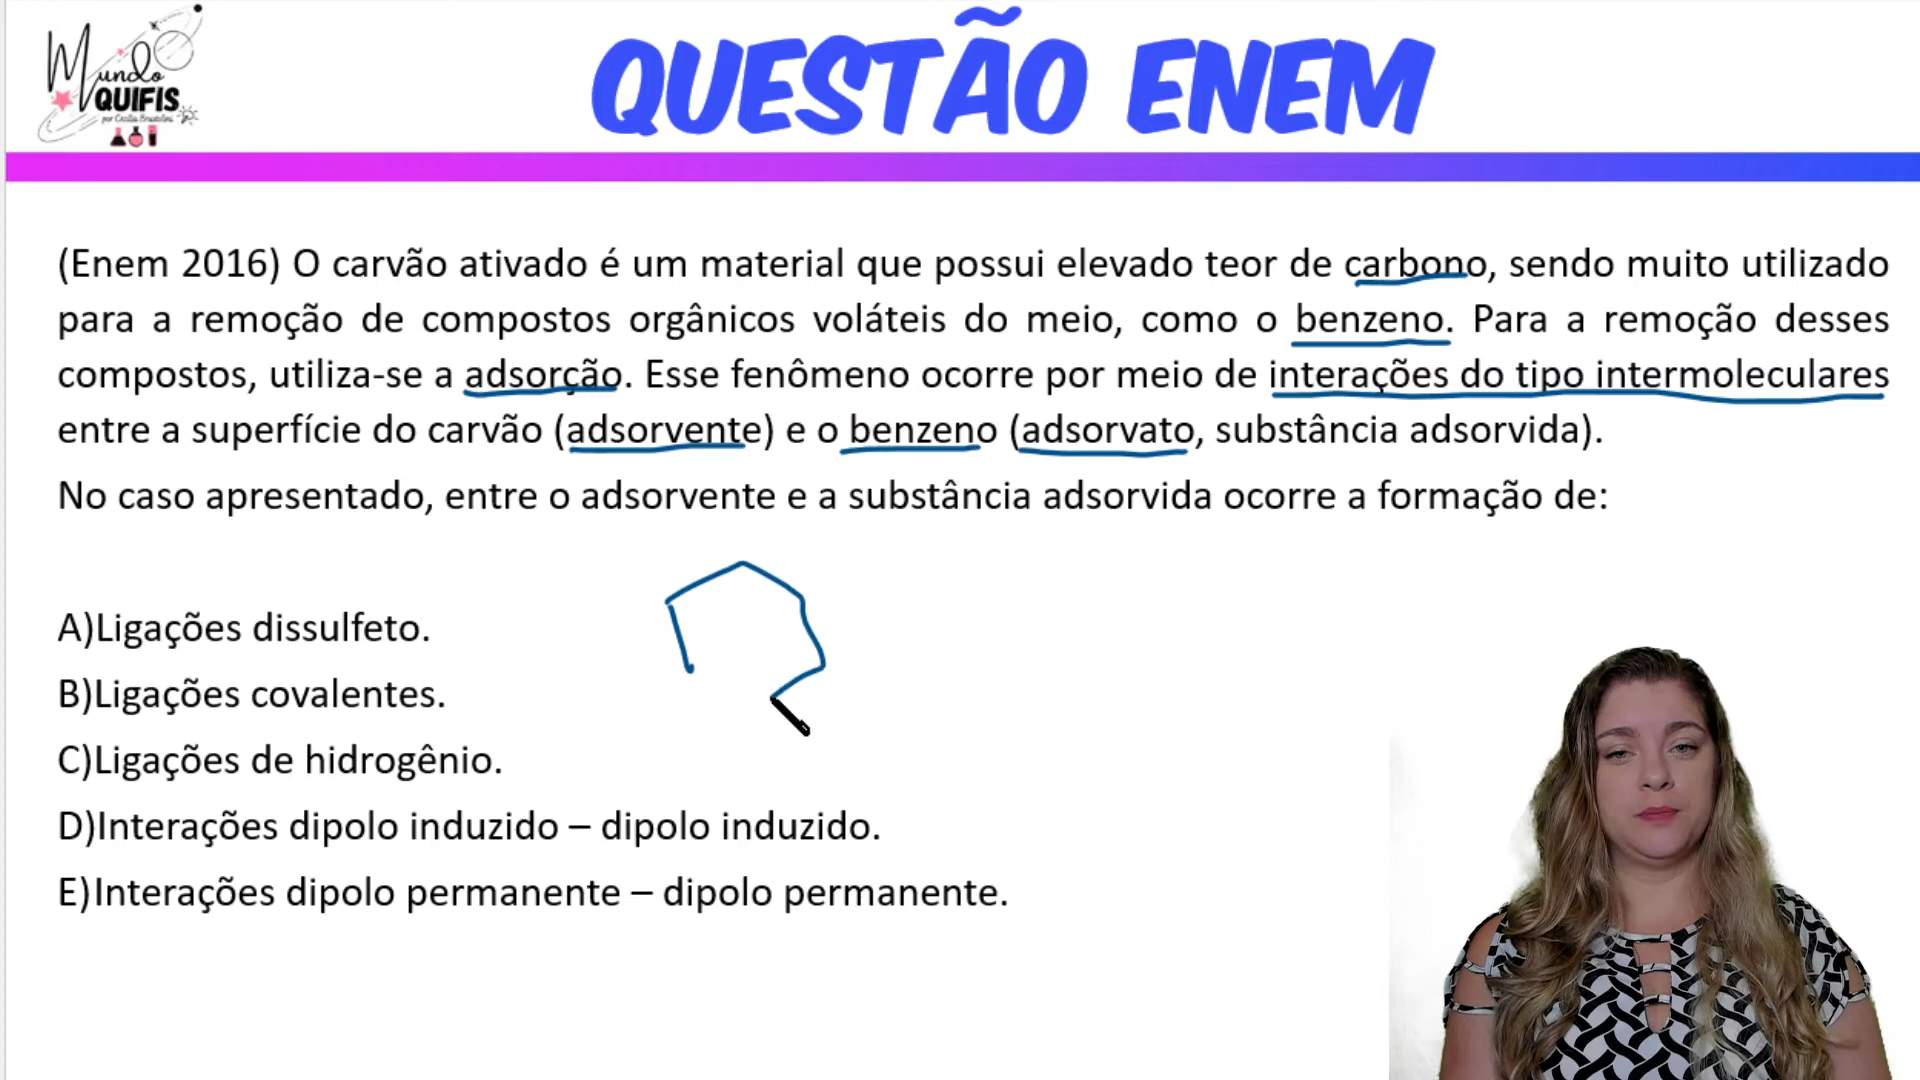 Mundo
QUIFIS
por Cecília Brustolini
QUESTÃO ENEM
(Enem 2016) O carvão ativado é um material que possui elevado teor de carbono, sendo muito utilizado
para a remoção de compostos orgânicos voláteis do meio, como o benzeno. Para a remoção desses
compostos, utiliza-se a adsorção. Esse fenômeno ocorre por meio de interações do tipo intermoleculares
entre a superfície do carvão (adsorvente) e o benzeno (adsorvato, substância adsorvida).
No caso apresentado, entre o adsorvente e a substância adsorvida ocorre a formação de:
A)Ligações dissulfeto.
B)Ligações covalentes.
C)Ligações de hidrogênio.
D)Interações dipolo induzido – dipolo induzido.
E)Interações dipolo permanente – dipolo permanente.